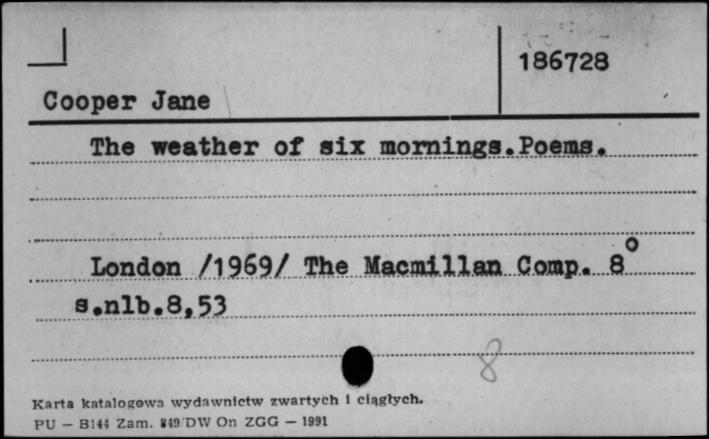 186728
Cooper Jane
The weather of six mornings.Poems.
London /1969/ The Macmillan Comp. 8°
s.nlb.8,53
8
Karta katalogowa wydawnictw zwartych i ciągłych.
PU — B144 Zam. 849/DW On ZGG — 1991